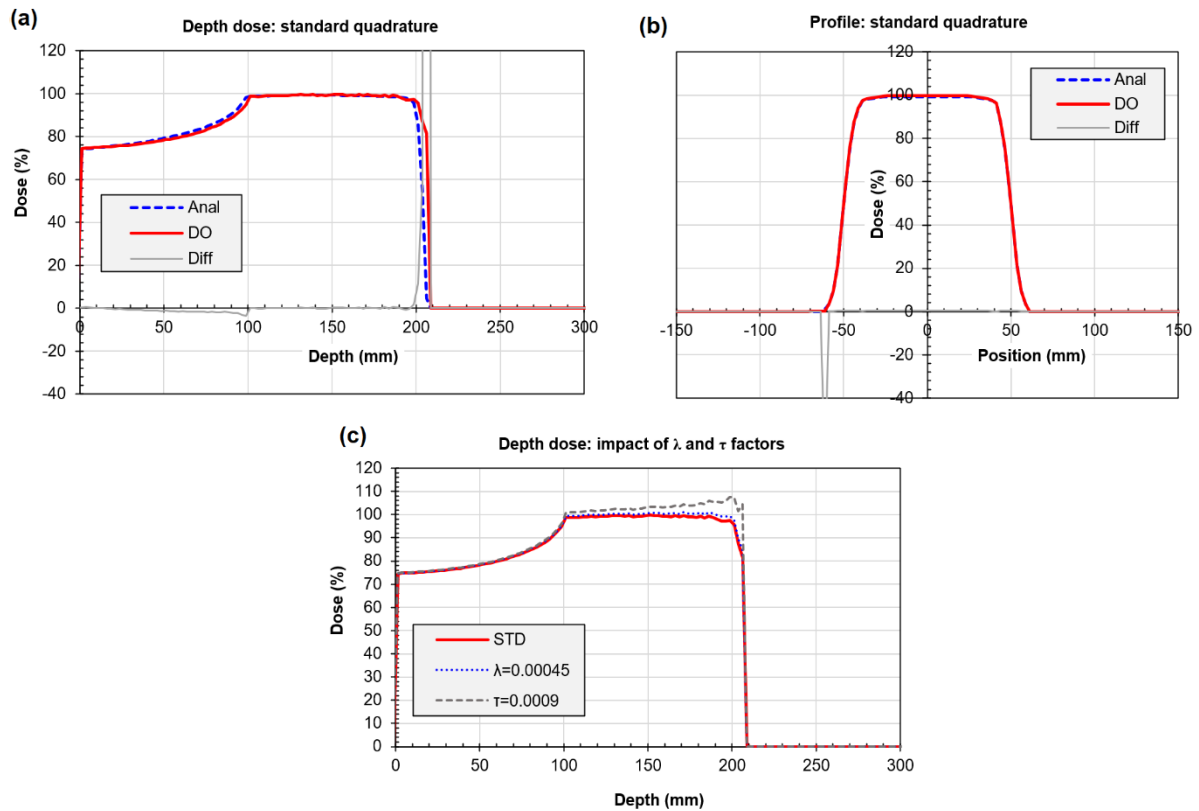 (a)
Depth dose: standard quadrature
120
100
80
60
40
20
0
-20
-40
Dose (%)
Anal
DO
Diff
0
50
100
150
200
250
300
Depth (mm)
(b)
Profile: standard quadrature
120
100
80
60
40
20
0
-20
-40
Dose (%)
Anal
DO
Diff
-150
-100
-50
0
50
100
150
Position (mm)
(c)
Depth dose: impact of λ and τ factors
120
110
100
90
80
70
60
50
40
30
20
10
0
Dose (%)
STD
λ=0.00045
τ=0.0009
0
50
100
150
200
250
300
Depth (mm)